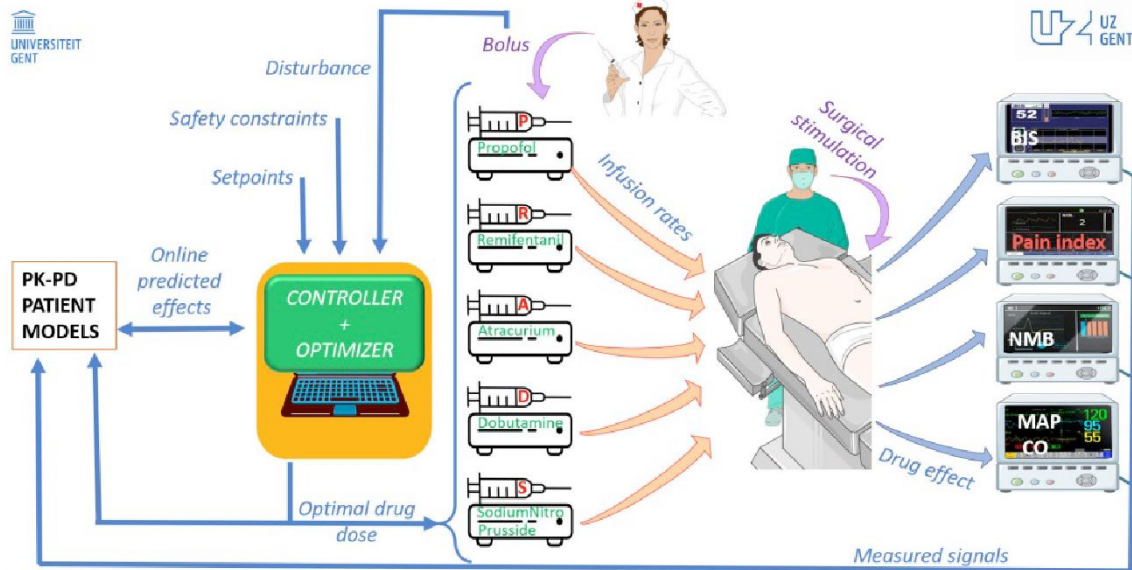 UNIVERSITEIT
GENT
UZ
GENT
Bolus
Disturbance
Safety constraints
Setpoints
PK-PD
PATIENT
MODELS
Online
predicted
effects
CONTROLLER
+
OPTIMIZER
Optimal drug
dose
P
Propofol
R
Remifentanil
A
Atracurium
D
Dobutamine
S
SodiumNitro
Prusside
Infusion rates
Surgical
stimulation
Drug effect
52
BIS
2
Pain index
NMB
MAP
CO
120
95
55
Measured signals